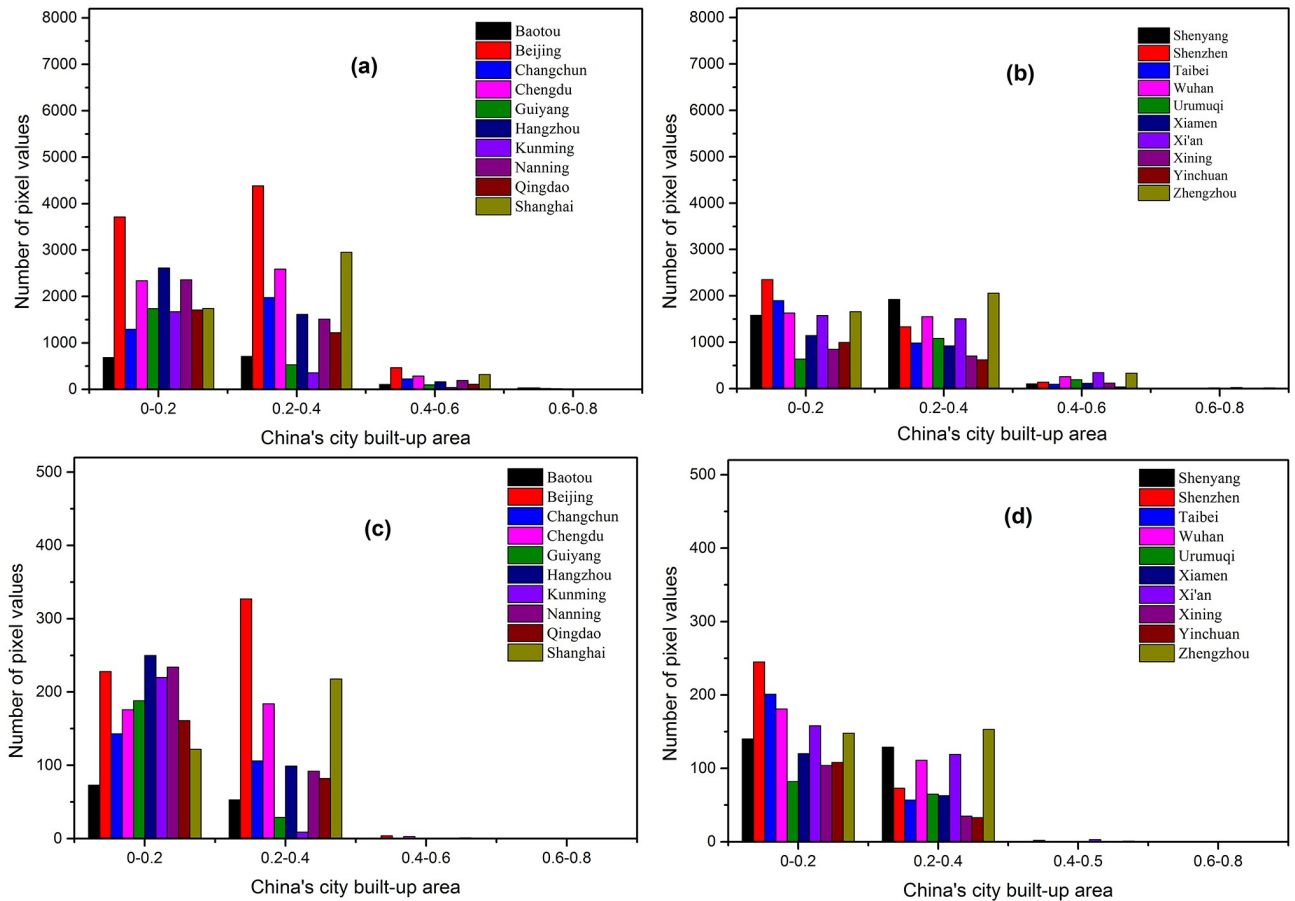 8000
7000
6000
5000
4000
3000
2000
1000
0
Number of pixel values
(a)
Baotou
Beijing
Changchun
Chengdu
Guiyang
Hangzhou
Kunming
Nanning
Qingdao
Shanghai
0-0.2 0.2-0.4 0.4-0.6 0.6-0.8
China's city built-up area
8000
7000
6000
5000
4000
3000
2000
1000
0
Number of pixel values
(b)
Shenyang
Shenzhen
Taibei
Wuhan
Urumuqi
Xiamen
Xi'an
Xining
Yinchuan
Zhengzhou
0-0.2 0.2-0.4 0.4-0.6 0.6-0.8
China's city built-up area
500
400
300
200
100
0
Number of pixel values
(c)
Baotou
Beijing
Changchun
Chengdu
Guiyang
Hangzhou
Kunming
Nanning
Qingdao
Shanghai
0-0.2 0.2-0.4 0.4-0.6 0.6-0.8
China's city built-up area
500
400
300
200
100
0
Number of pixel values
(d)
Shenyang
Shenzhen
Taibei
Wuhan
Urumuqi
Xiamen
Xi'an
Xining
Yinchuan
Zhengzhou
0-0.2 0.2-0.4 0.4-0.5 0.6-0.8
China's city built-up area